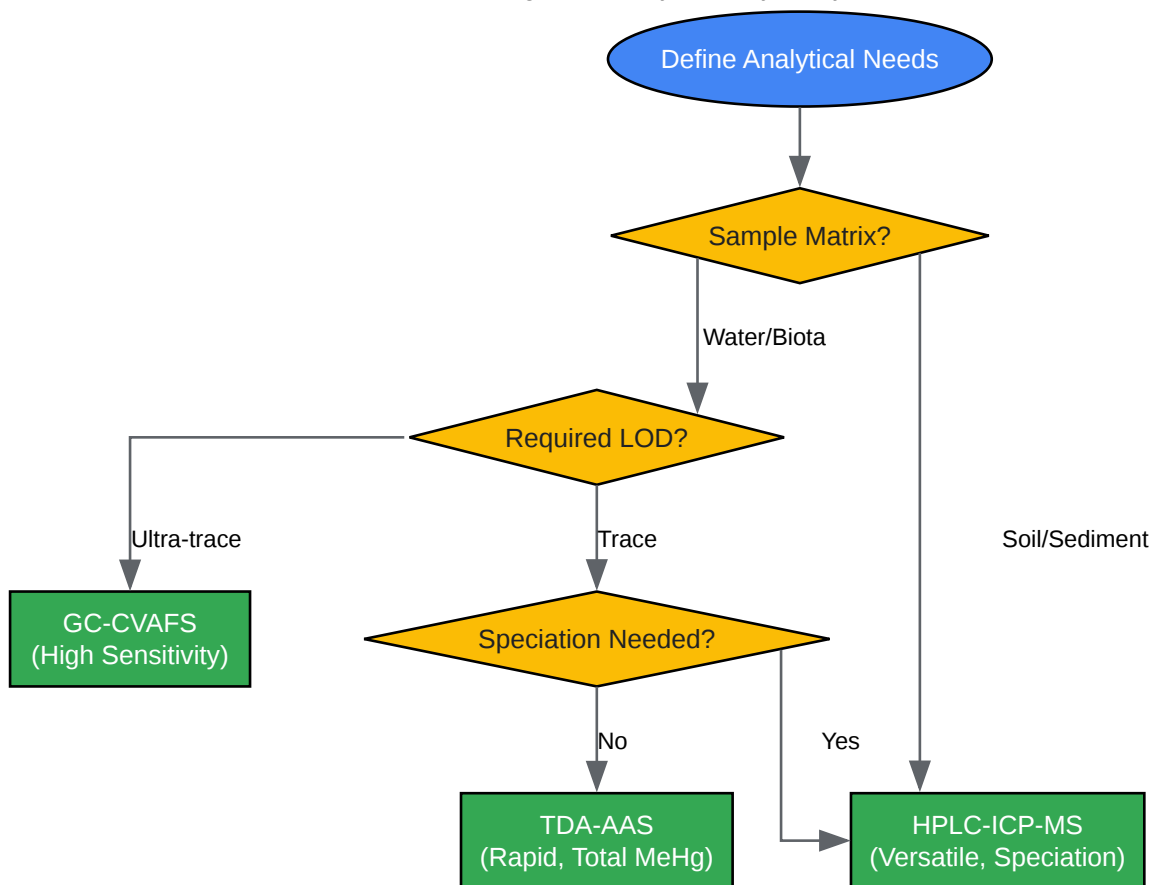 Define Analytical Needs
Sample Matrix?
Water/Biota
Required LOD?
Ultra-trace
Trace
Soil/Sediment
GC-CVAFS
(High Sensitivity)
Speciation Needed?
No
Yes
TDA-AAS
(Rapid, Total MeHg)
HPLC-ICP-MS
(Versatile, Speciation)